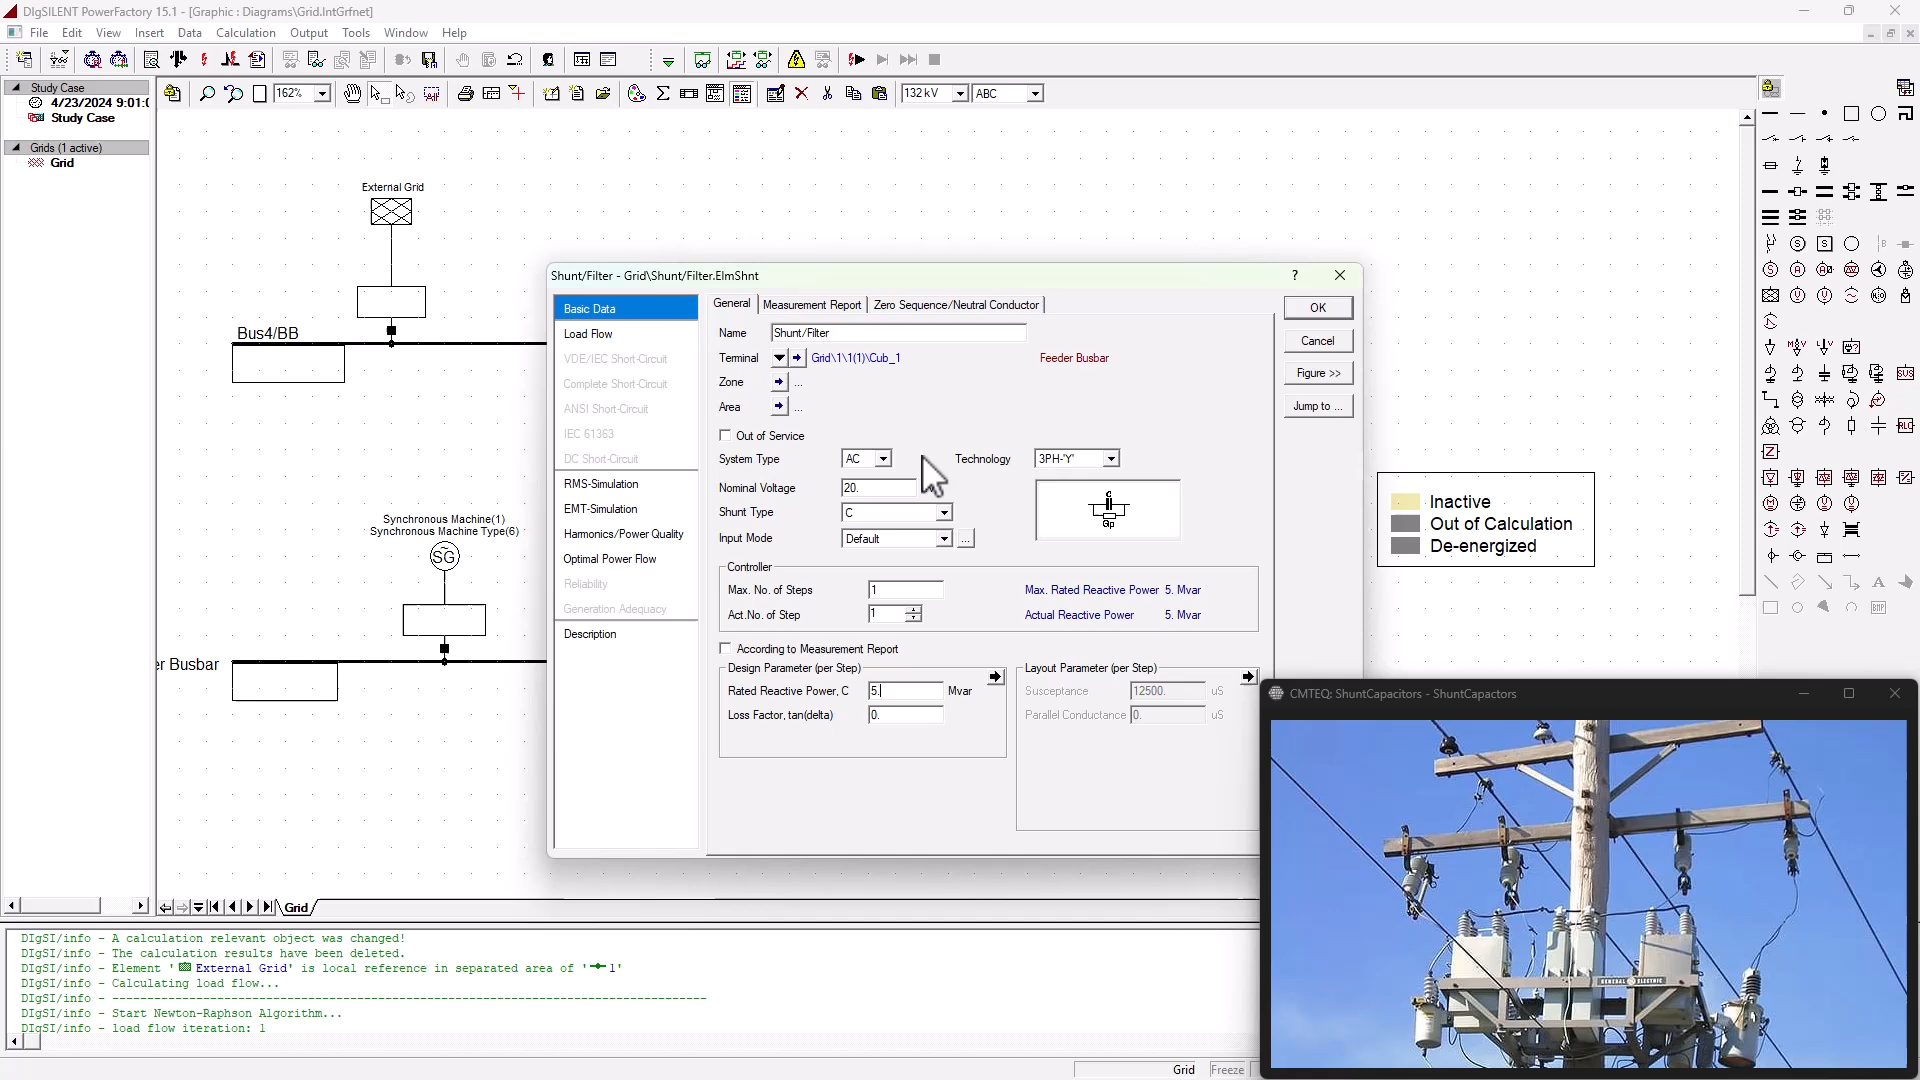 DIgSILENT PowerFactory 15.1 - [Graphic : Diagrams\Grid.IntGrfnet]
File Edit View Insert Data Calculation Output Tools Window Help
162%
132 kV
ABC
Study Case
4/23/2024 9:01:0
Study Case
Grids (1 active)
Grid
External Grid
Bus4/BB
Synchronous Machine(1)
Synchronous Machine Type(6)
SG
er Busbar
Shunt/Filter - Grid\Shunt/Filter.ElmShnt
?
Basic Data
Load Flow
VDE/IEC Short-Circuit
Complete Short-Circuit
ANSI Short-Circuit
IEC 61363
DC Short-Circuit
RMS-Simulation
EMT-Simulation
Harmonics/Power Quality
Optimal Power Flow
Reliability
Generation Adequacy
Description
General Measurement Report Zero Sequence/Neutral Conductor
Name Shunt/Filter
Terminal Grid\1\1(1)\Cub_1 Feeder Busbar
Zone ...
Area ...
Out of Service
System Type AC Technology 3PH-'Y'
Nominal Voltage 20.
Shunt Type C
C
Gp
Input Mode Default ...
Controller
Max. No. of Steps 1 Max. Rated Reactive Power 5. Mvar
Act.No. of Step 1 Actual Reactive Power 5. Mvar
According to Measurement Report
Design Parameter (per Step)
Rated Reactive Power, C 5. Mvar
Loss Factor, tan(delta) 0.
Layout Parameter (per Step)
Susceptance 12500. uS
Parallel Conductance 0. uS
OK
Cancel
Figure >>
Jump to ...
Inactive
Out of Calculation
De-energized
Grid
DIgSI/info - A calculation relevant object was changed!
DIgSI/info - The calculation results have been deleted.
DIgSI/info - Element ' External Grid' is local reference in separated area of ' 1'
DIgSI/info - Calculating load flow...
DIgSI/info - ---------------------------------------------------------------------
DIgSI/info - Start Newton-Raphson Algorithm...
DIgSI/info - load flow iteration: 1
Grid Freeze
CMTEQ: ShuntCapacitors - ShuntCapactors
GENERAL ELECTRIC